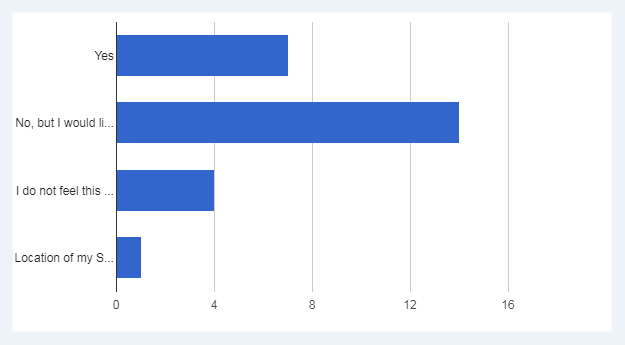 Yes
No, but I would li...
I do not feel this ...
Location of my S...
0 4 8 12 16